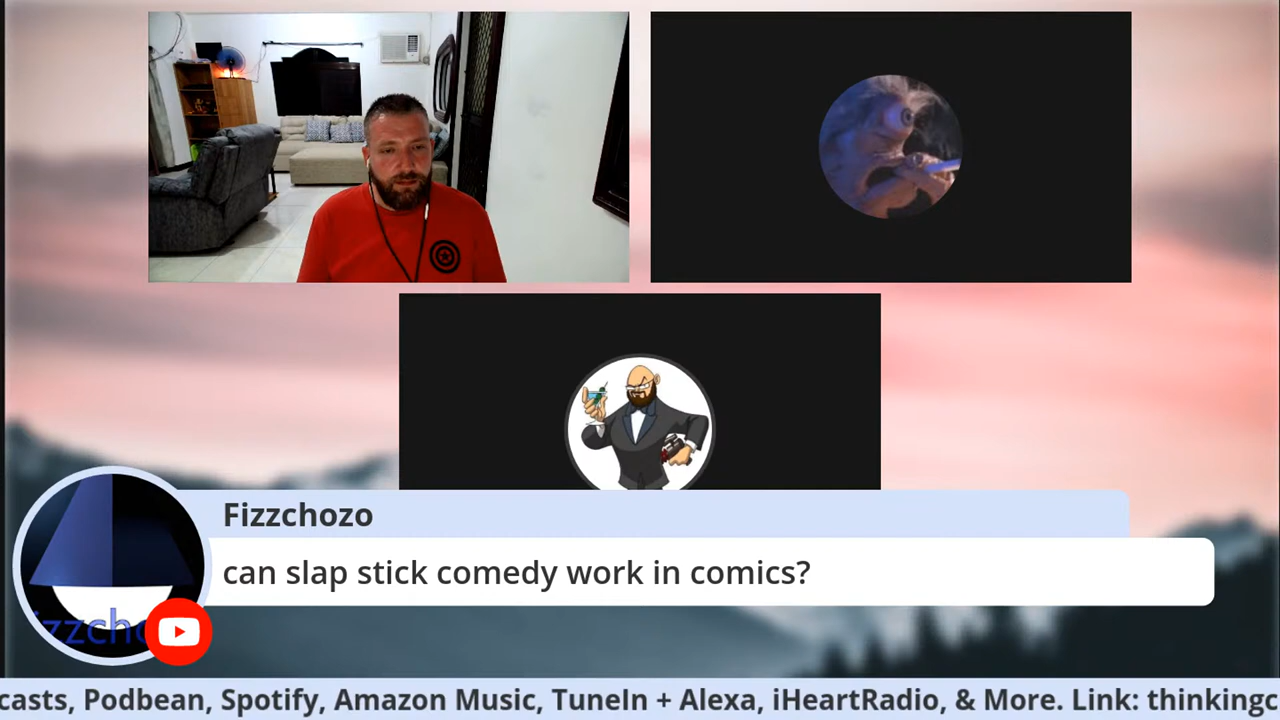 Fizzchozo
can slap stick comedy work in comics?
izzcho
casts, Podbean, Spotify, Amazon Music, TuneIn + Alexa, iHeartRadio, & More. Link: thinkingc